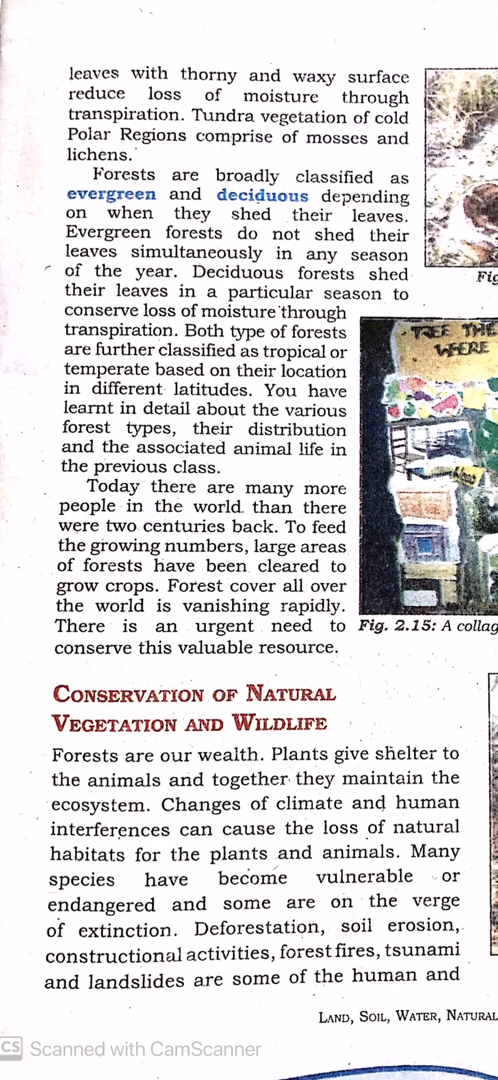 leaves with thorny and waxy surface
reduce loss of moisture through
transpiration. Tundra vegetation of cold
Polar Regions comprise of mosses and
lichens.
Forests are broadly classified as
evergreen and deciduous depending
on when they shed their leaves.
Evergreen forests do not shed their
leaves simultaneously in any season
of the year. Deciduous forests shed
their leaves in a particular season to
conserve loss of moisture through
transpiration. Both type of forests
are further classified as tropical or
temperate based on their location
in different latitudes. You have
learnt in detail about the various
forest types, their distribution
and the associated animal life in
the previous class.
Today there are many more
people in the world than there
were two centuries back. To feed
the growing numbers, large areas
of forests have been cleared to
grow crops. Forest cover all over
the world is vanishing rapidly.
There is an urgent need to
conserve this valuable resource.
Fig
TREE THE
WHERE
Fig. 2.15: A collag
CONSERVATION OF NATURAL
VEGETATION AND WILDLIFE
Forests are our wealth. Plants give shelter to
the animals and together they maintain the
ecosystem. Changes of climate and human
interferences can cause the loss of natural
habitats for the plants and animals. Many
species have become vulnerable or
endangered and some are on the verge
of extinction. Deforestation, soil erosion,
constructional activities, forest fires, tsunami
and landslides are some of the human and
LAND, SOIL, WATER, NATURAL
CS Scanned with CamScanner